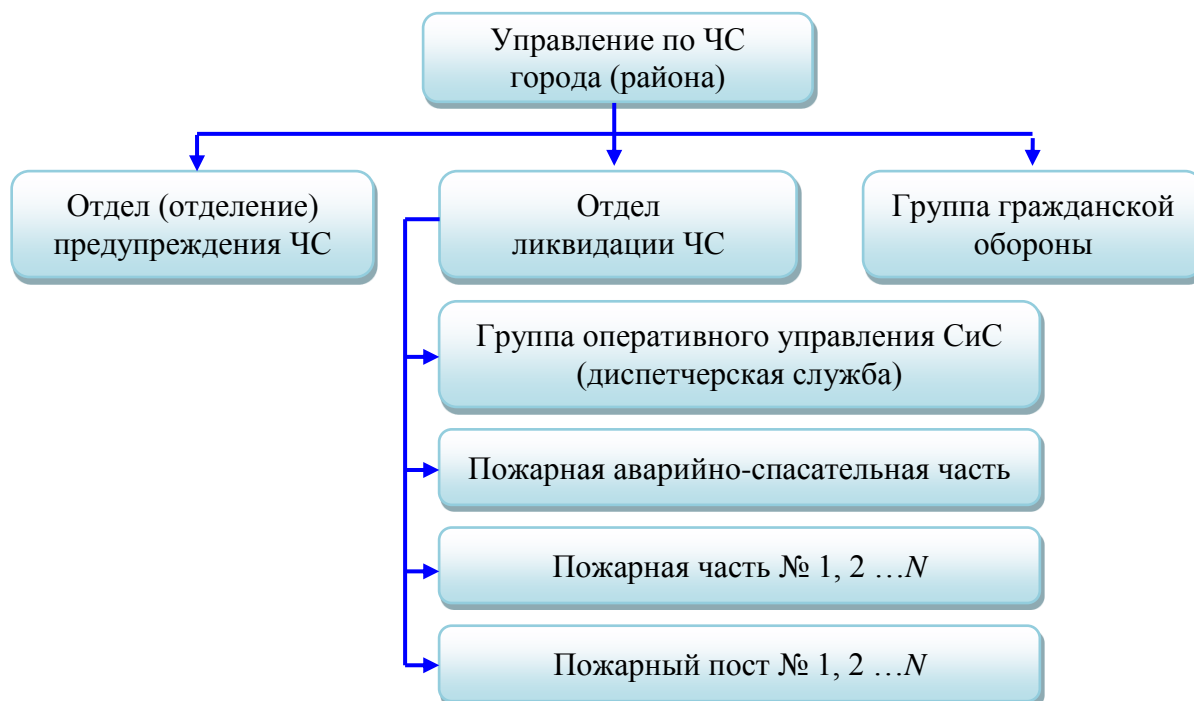 Управление по ЧС
города (района)
Отдел (отделение)
предупреждения ЧС
Отдел
ликвидации ЧС
Группа гражданской
обороны
Группа оперативного управления СиС
(диспетчерская служба)
Пожарная аварийно-спасательная часть
Пожарная часть № 1, 2 …N
Пожарный пост № 1, 2 …N